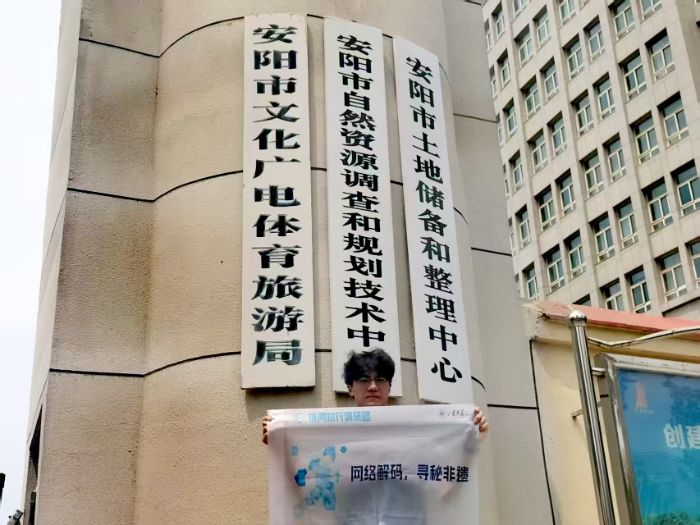 安阳市文化广电体育旅游局
安阳市自然资源调查和规划技术中
安阳市土地储备和整理中心
网络解码，寻秘非遗
创建